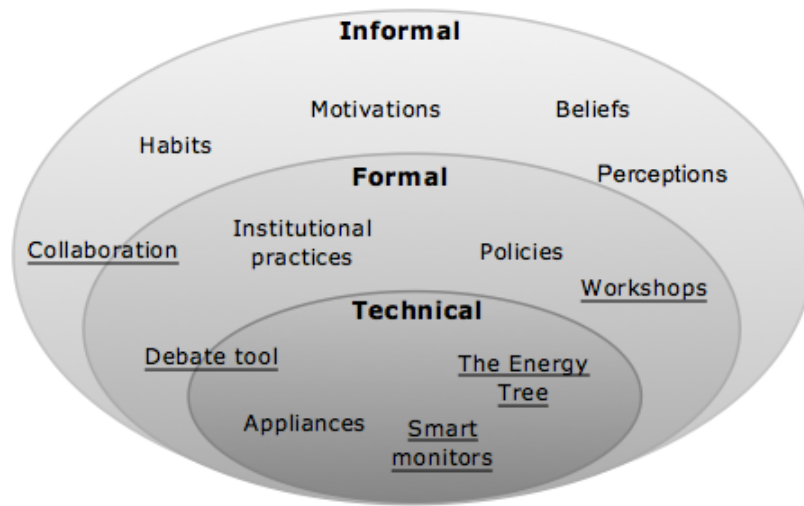 Informal
Motivations
Beliefs
Habits
Formal
Perceptions
Institutional
practices
Collaboration
Policies
Workshops
Technical
Debate tool
The Energy
Tree
Appliances
Smart
monitors